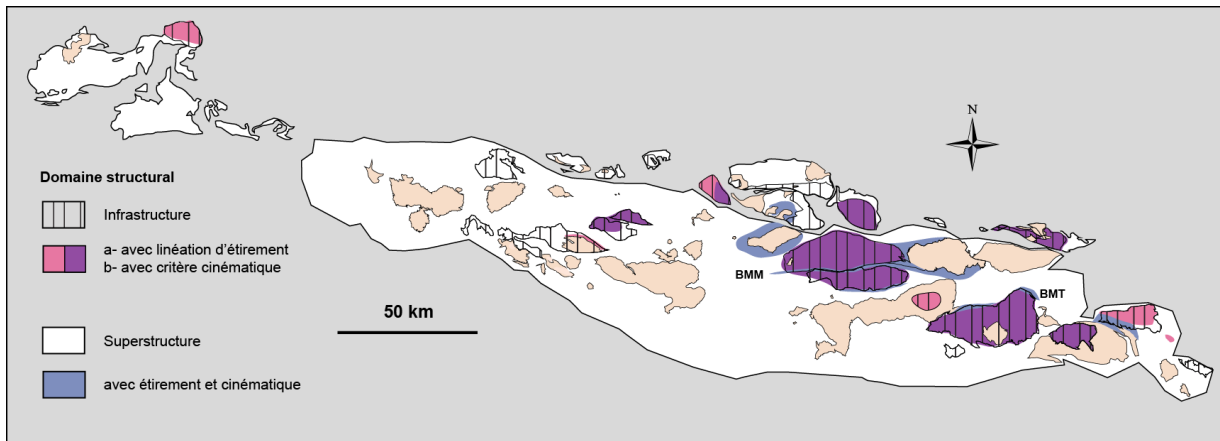 N
Domaine structural
Infrastructure
a- avec linéation d'étirement
b- avec critère cinématique
BMM
BMT
50 km
Superstructure
avec étirement et cinématique